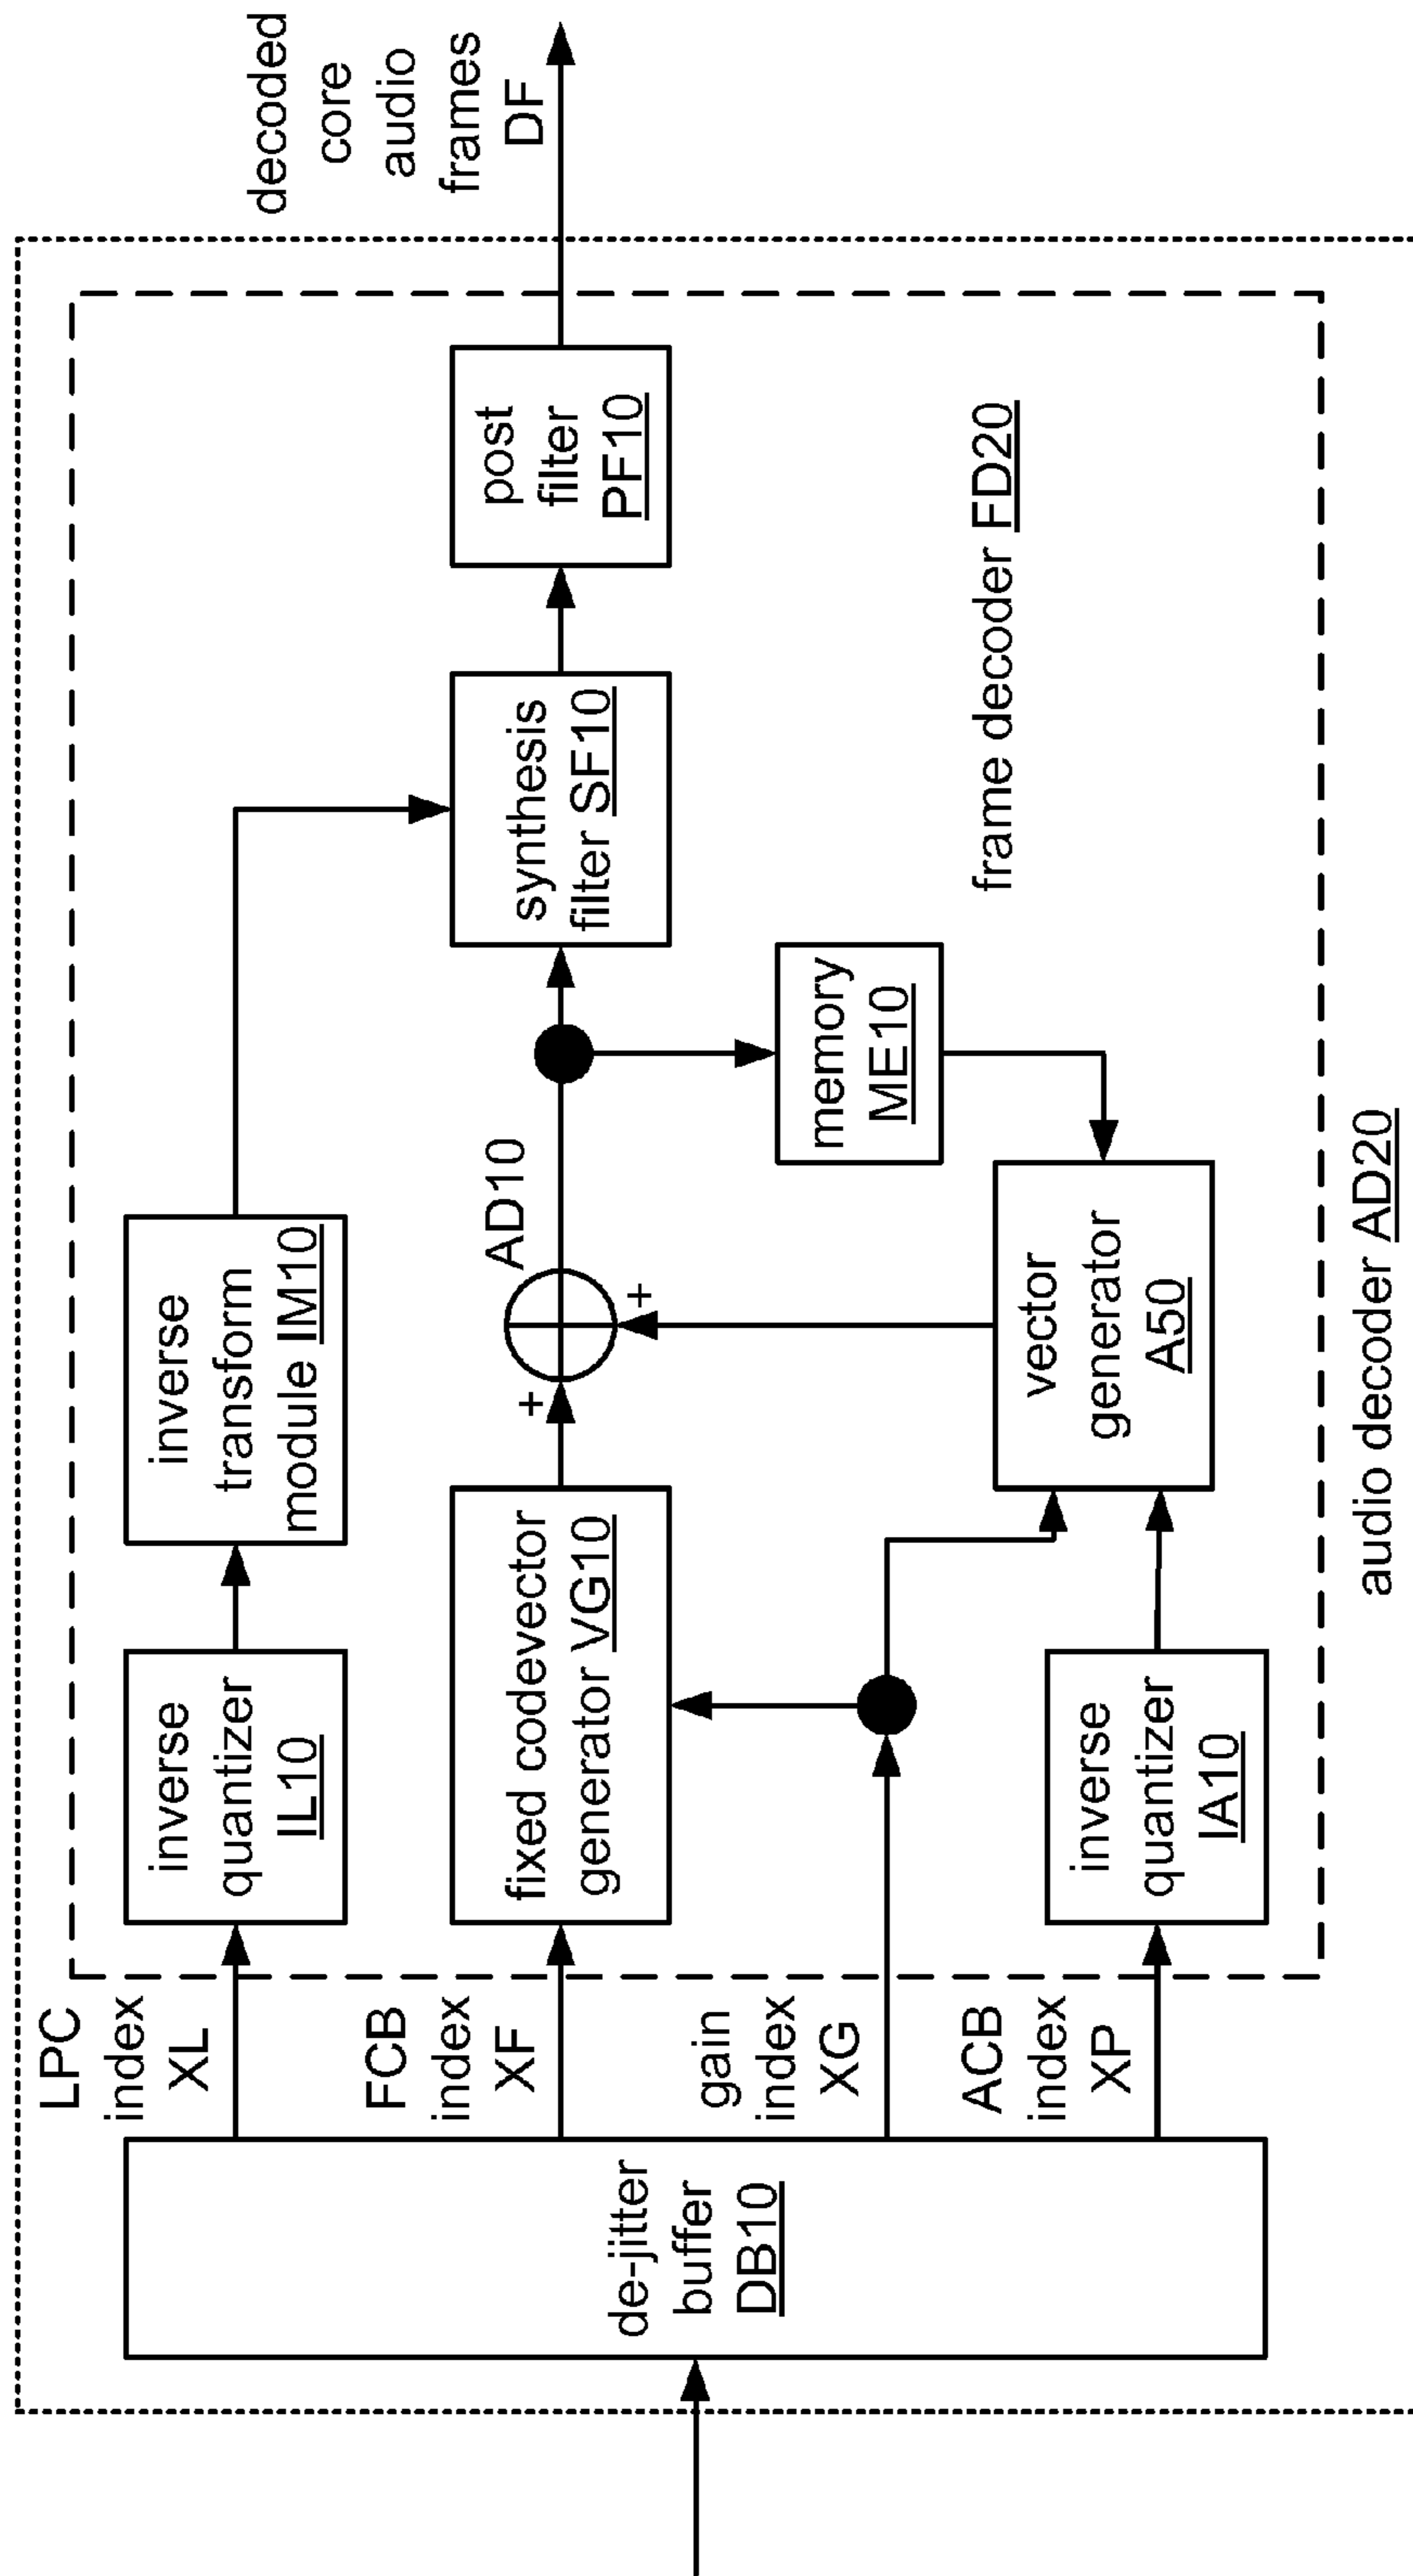 de-jitter
buffer
DB10
LPC
index
XL
FCB
index
XF
gain
index
XG
ACB
index
XP
inverse
quantizer
IL10
inverse
transform
module IM10
fixed codevector
generator VG10
inverse
quantizer
IA10
+
+
AD10
vector
generator
A50
memory
ME10
synthesis
filter SF10
post
filter
PF10
decoded
core
audio
frames
DF
frame decoder FD20
audio decoder AD20